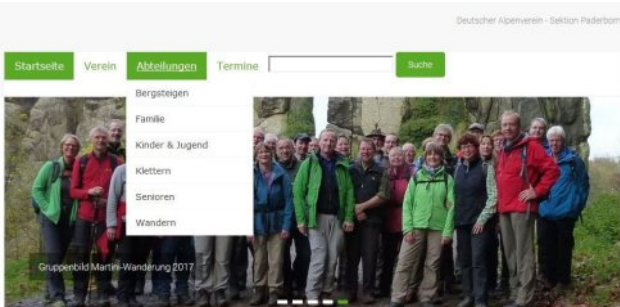 Deutscher Alpenverein - Sektion Paderborn
Startseite Verein Abteilungen Termine Suche
Bergsteigen
Familie
Kinder & Jugend
Klettern
Senioren
Wandern
Gruppenbild Martini-Wanderung 2017